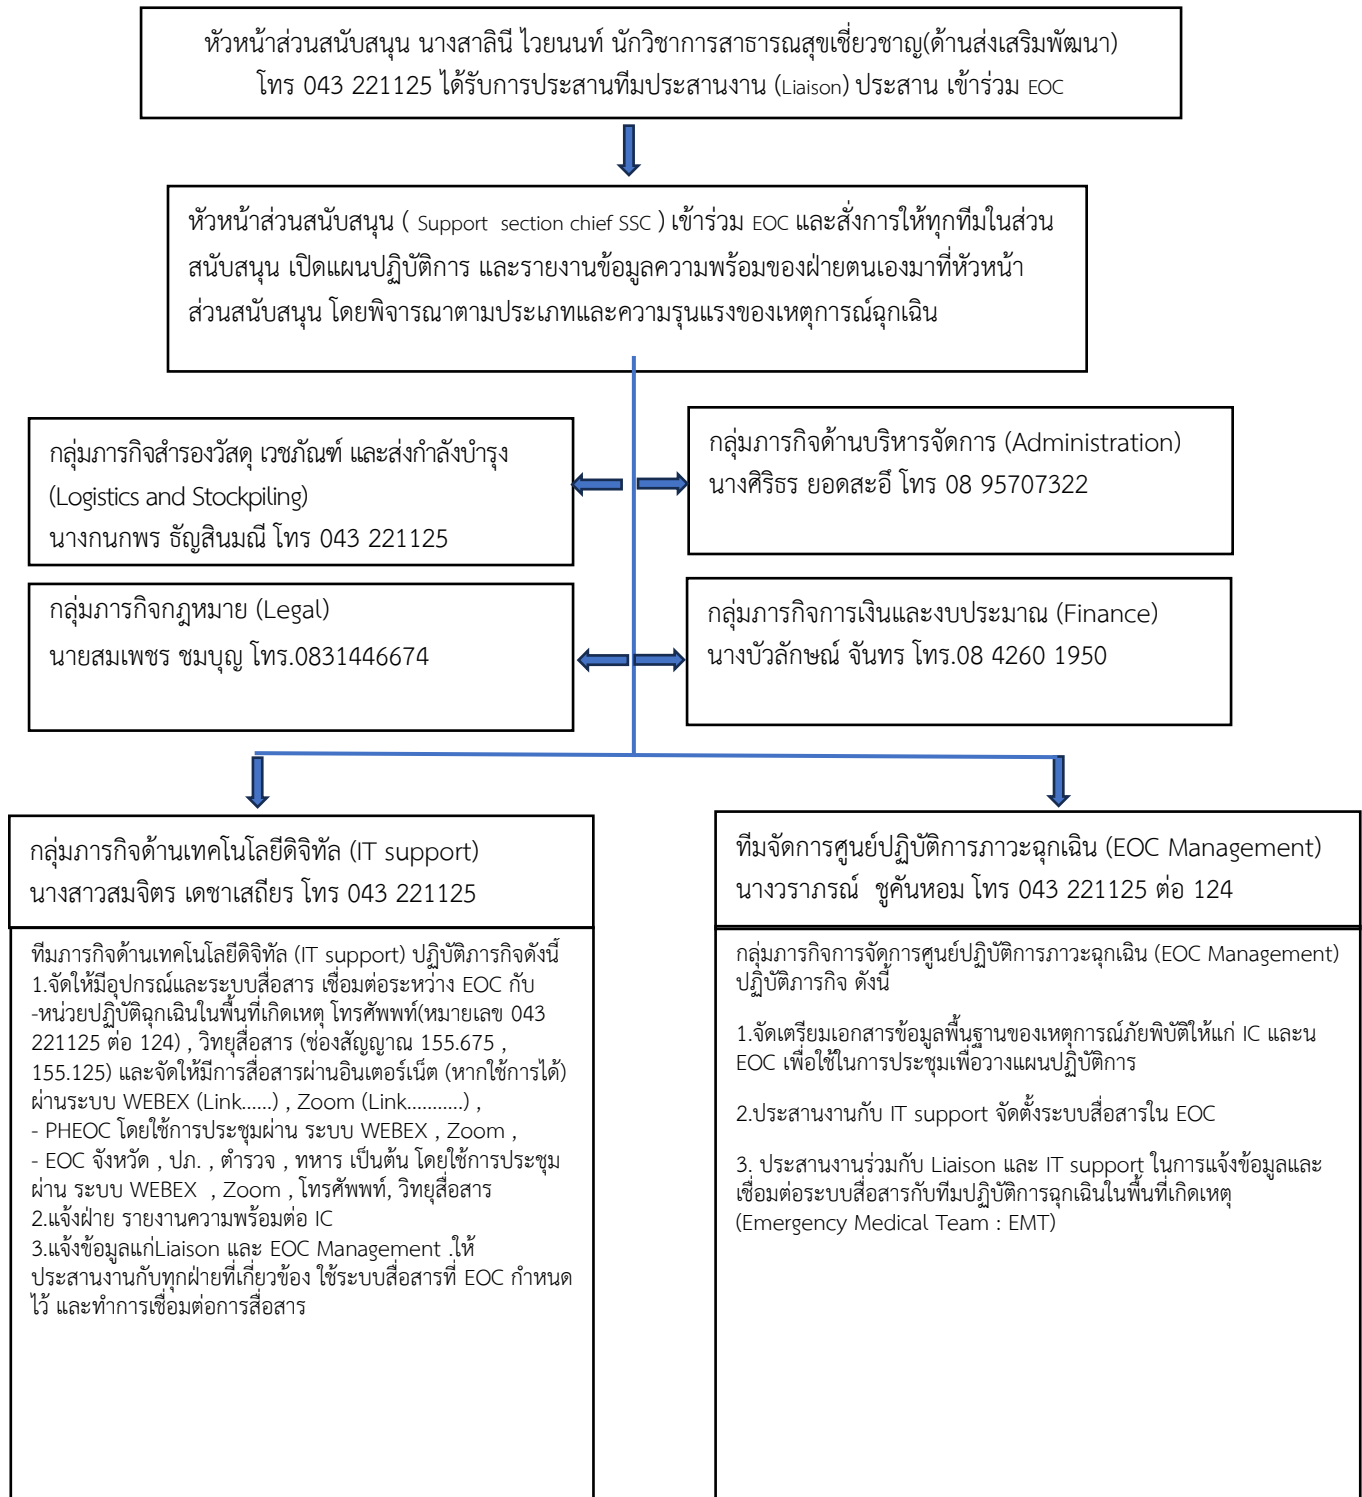 หัวหน้าส่วนสนับสนุน นางสาลินี ไวยนนท์ นักวิชาการสาธารณสุขเชี่ยวชาญ(ด้านส่งเสริมพัฒนา)
โทร 043 221125 ได้รับการประสานทีมประสานงาน (Liaison) ประสาน เข้าร่วม EOC
หัวหน้าส่วนสนับสนุน ( Support section chief SSC ) เข้าร่วม EOC และสั่งการให้ทุกทีมในส่วน
สนับสนุน เปิดแผนปฏิบัติการ และรายงานข้อมูลความพร้อมของฝ่ายตนเองมาที่หัวหน้า
ส่วนสนับสนุน โดยพิจารณาตามประเภทและความรุนแรงของเหตุการณ์ฉุกเฉิน
กลุ่มภารกิจสำรองวัสดุ เวชภัณฑ์ และส่งกำลังบำรุง
(Logistics and Stockpiling)
นางกนกพร ธัญสินมณี โทร 043 221125
กลุ่มภารกิจด้านบริหารจัดการ (Administration)
นางศิริธร ยอดสะอึ โทร 08 95707322
กลุ่มภารกิจกฎหมาย (Legal)
นายสมเพชร ชมบุญ โทร.0831446674
กลุ่มภารกิจการเงินและงบประมาณ (Finance)
นางบัวลักษณ์ จันทร โทร.08 4260 1950
กลุ่มภารกิจด้านเทคโนโลยีดิจิทัล (IT support)
นางสาวสมจิตร เดชาเสถียร โทร 043 221125
ทีมภารกิจด้านเทคโนโลยีดิจิทัล (IT support) ปฏิบัติภารกิจดังนี้
1.จัดให้มีอุปกรณ์และระบบสื่อสาร เชื่อมต่อระหว่าง EOC กับ
-หน่วยปฏิบัติฉุกเฉินในพื้นที่เกิดเหตุ โทรศัพพท์(หมายเลข 043
221125 ต่อ 124) , วิทยุสื่อสาร (ช่องสัญญาณ 155.675 ,
155.125) และจัดให้มีการสื่อสารผ่านอินเตอร์เน็ต (หากใช้การได้)
ผ่านระบบ WEBEX (Link......) , Zoom (Link...........) ,
- PHEOC โดยใช้การประชุมผ่าน ระบบ WEBEX , Zoom ,
- EOC จังหวัด , ปภ. , ตำรวจ , ทหาร เป็นต้น โดยใช้การประชุม
ผ่าน ระบบ WEBEX , Zoom , โทรศัพพท์, วิทยุสื่อสาร
2.แจ้งฝ่าย รายงานความพร้อมต่อ IC
3.แจ้งข้อมูลแก่Liaison และ EOC Management .ให้
ประสานงานกับทุกฝ่ายที่เกี่ยวข้อง ใช้ระบบสื่อสารที่ EOC กำหนด
ไว้ และทำการเชื่อมต่อการสื่อสาร
ทีมจัดการศูนย์ปฏิบัติการภาวะฉุกเฉิน (EOC Management)
นางวราภรณ์ ชูคันหอม โทร 043 221125 ต่อ 124
กลุ่มภารกิจการจัดการศูนย์ปฏิบัติการภาวะฉุกเฉิน (EOC Management)
ปฏิบัติภารกิจ ดังนี้
1.จัดเตรียมเอกสารข้อมูลพื้นฐานของเหตุการณ์ภัยพิบัติให้แก่ IC และน
EOC เพื่อใช้ในการประชุมเพื่อวางแผนปฏิบัติการ
2.ประสานงานกับ IT support จัดตั้งระบบสื่อสารใน EOC
3. ประสานงานร่วมกับ Liaison และ IT support ในการแจ้งข้อมูลและ
เชื่อมต่อระบบสื่อสารกับทีมปฏิบัติการฉุกเฉินในพื้นที่เกิดเหตุ
(Emergency Medical Team : EMT)